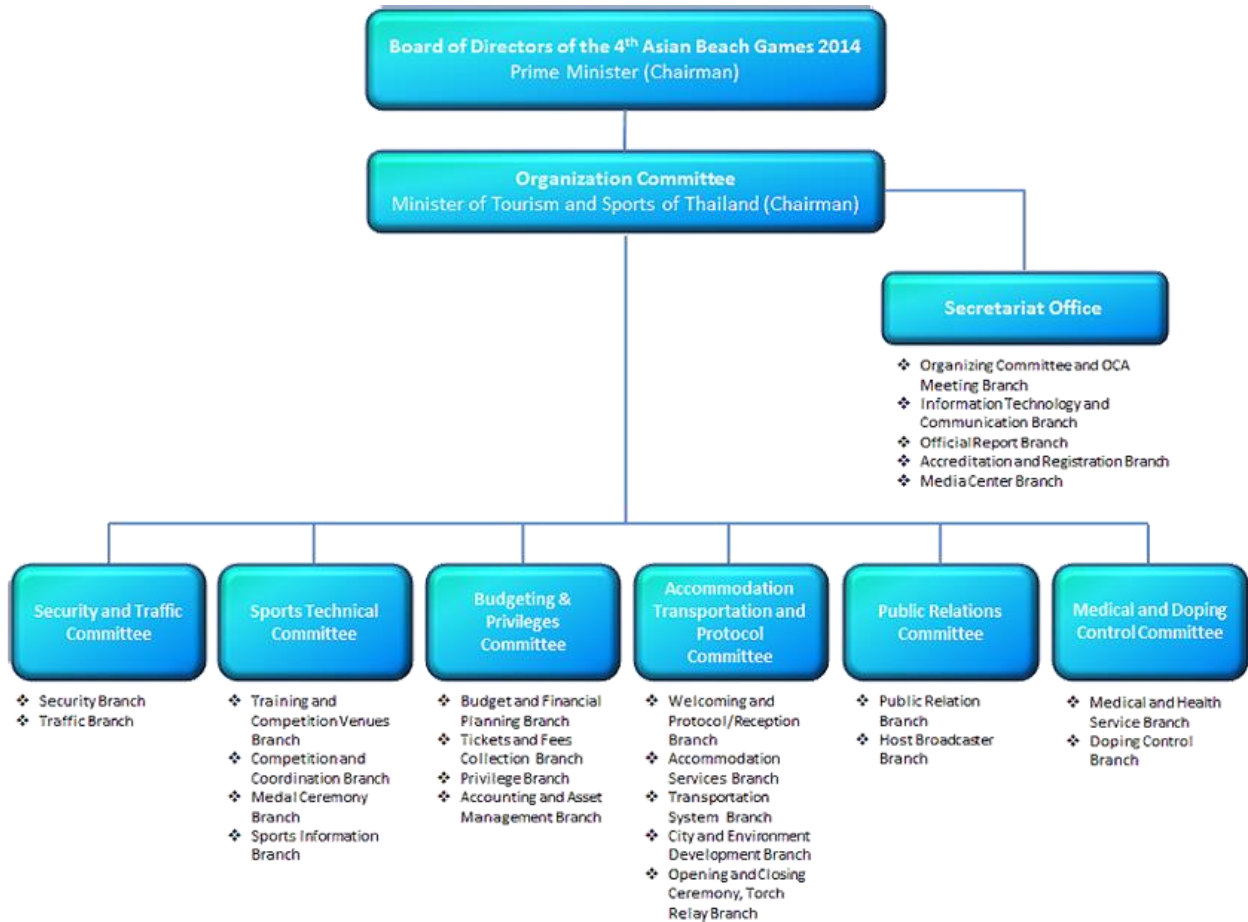 Board of Directors of the 4th Asian Beach Games 2014
Prime Minister (Chairman)
Organization Committee
Minister of Tourism and Sports of Thailand (Chairman)
Secretariat Office
❖ Organizing Committee and OCA
Meeting Branch
❖ Information Technology and
Communication Branch
❖ Official Report Branch
❖ Accreditation and Registration Branch
❖ Media Center Branch
Security and Traffic
Committee
❖ Security Branch
❖ Traffic Branch
Sports Technical
Committee
❖ Training and
Competition Venues
Branch
❖ Competition and
Coordination Branch
❖ Medal Ceremony
Branch
❖ Sports Information
Branch
Budgeting &
Privileges
Committee
❖ Budget and Financial
Planning Branch
❖ Tickets and Fees
Collection Branch
❖ Privilege Branch
❖ Accounting and Asset
Management Branch
Accommodation
Transportation and
Protocol
Committee
❖ Welcoming and
Protocol/Reception
Branch
❖ Accommodation
Services Branch
❖ Transportation
System Branch
❖ City and Environment
Development Branch
❖ Opening and Closing
Ceremony, Torch
Relay Branch
Public Relations
Committee
❖ Public Relation
Branch
❖ Host Broadcaster
Branch
Medical and Doping
Control Committee
❖ Medical and Health
Service Branch
❖ Doping Control
Branch